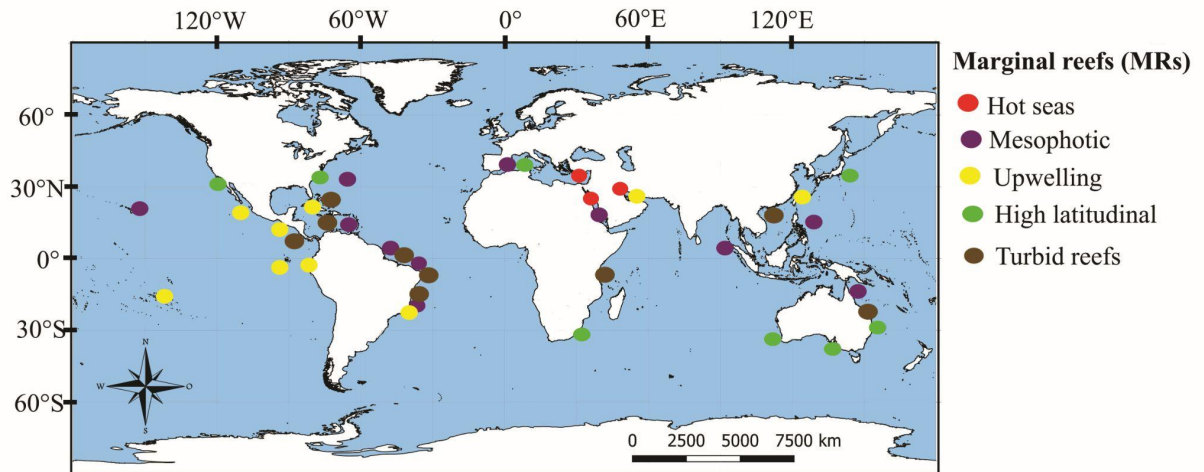 120°W 60°W 0° 60°E 120°E
Marginal reefs (MRs)
Hot seas
60°
Mesophotic
30°N
Upwelling
High latitudinal
0°
Turbid reefs
30°S
N
W O
S
60°S
0 2500 5000 7500 km